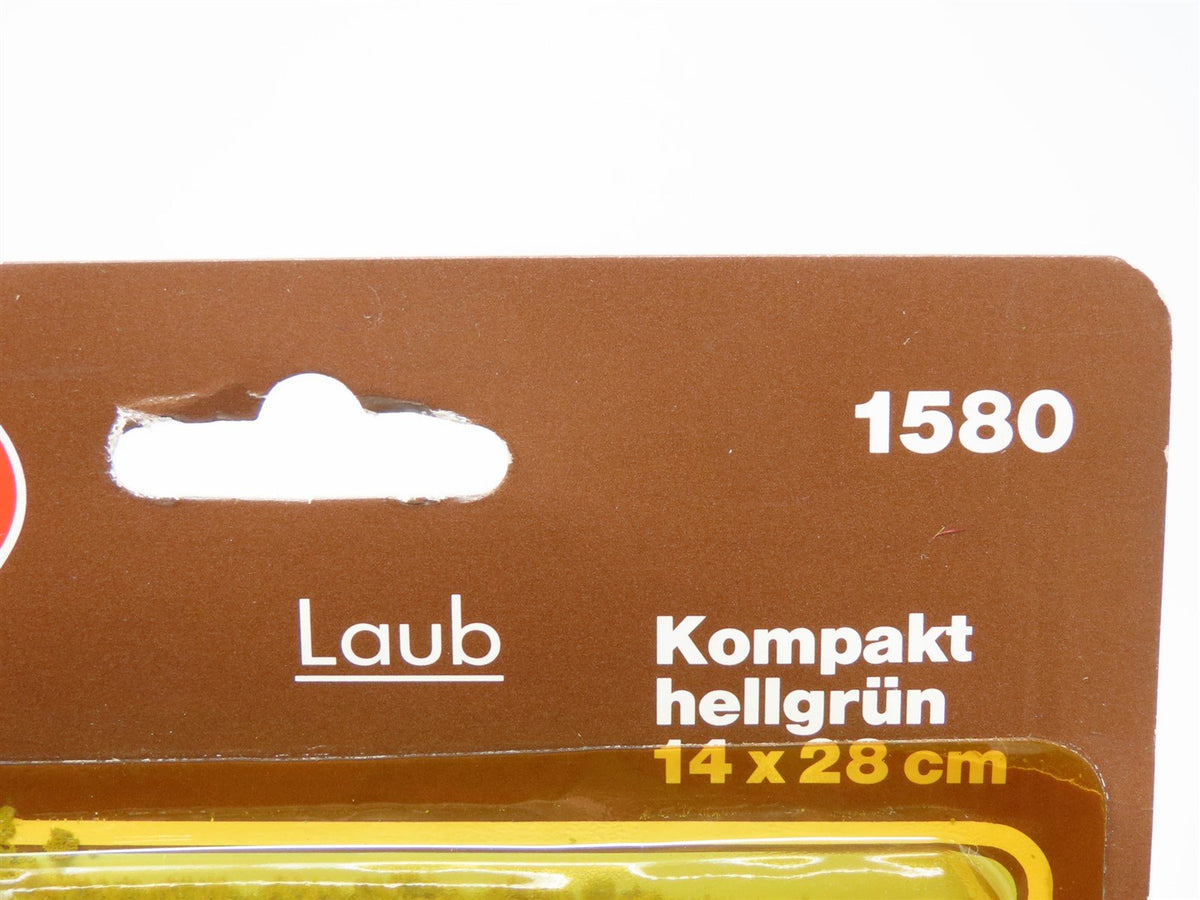 1580
Laub
Kompakt
hellgrün
14 x 28 cm